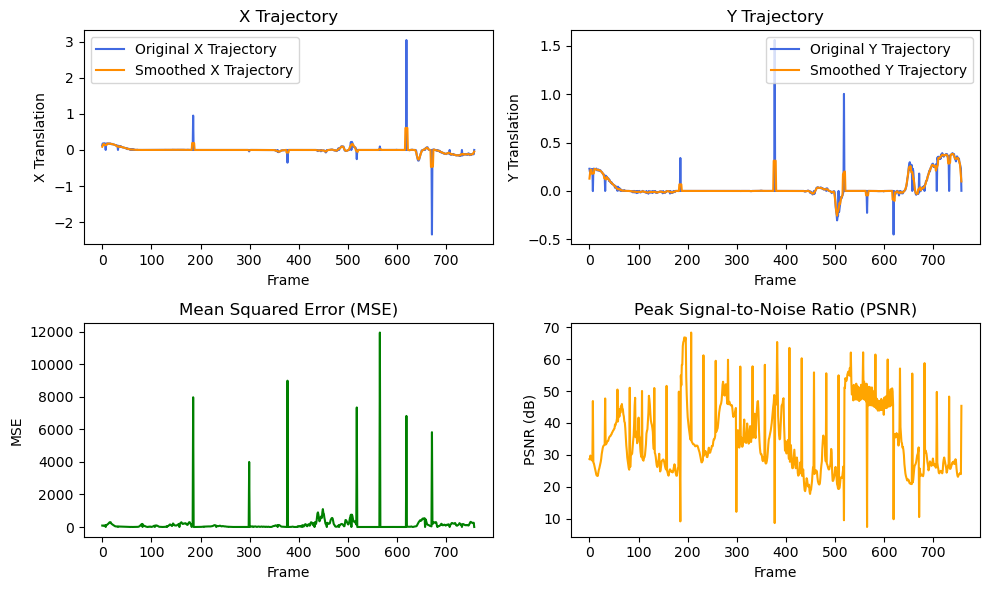 X Trajectory
Original X Trajectory
Smoothed X Trajectory
X Translation
3
2
1
0
−1
−2
0 100 200 300 400 500 600 700
Frame
Y Trajectory
Original Y Trajectory
Smoothed Y Trajectory
Y Translation
1.5
1.0
0.5
0.0
−0.5
0 100 200 300 400 500 600 700
Frame
Mean Squared Error (MSE)
MSE
12000
10000
8000
6000
4000
2000
0
0 100 200 300 400 500 600 700
Frame
Peak Signal-to-Noise Ratio (PSNR)
PSNR (dB)
70
60
50
40
30
20
10
0 100 200 300 400 500 600 700
Frame